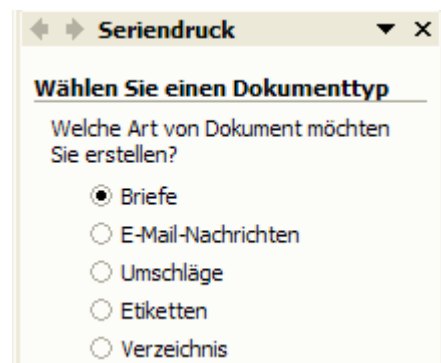 Seriendruck
Wählen Sie einen Dokumenttyp
Welche Art von Dokument möchten
Sie erstellen?
Briefe
E-Mail-Nachrichten
Umschläge
Etiketten
Verzeichnis